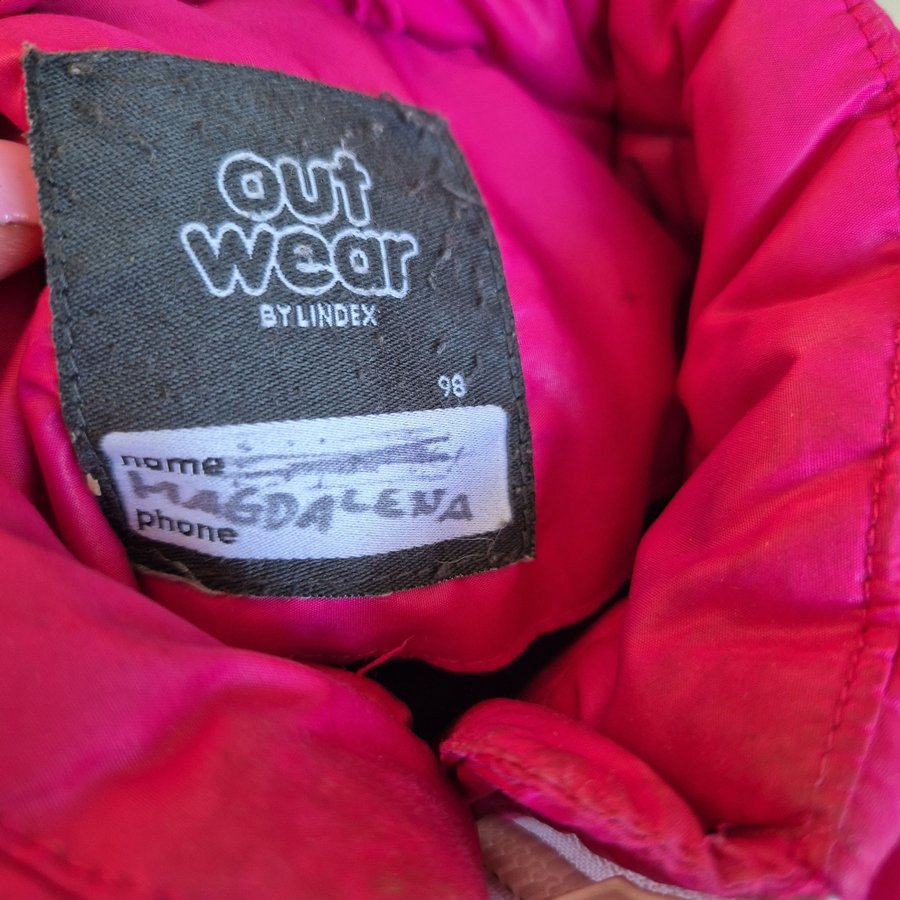 out
wear
BY LINDEX
98
name
MAGDALENA
phone